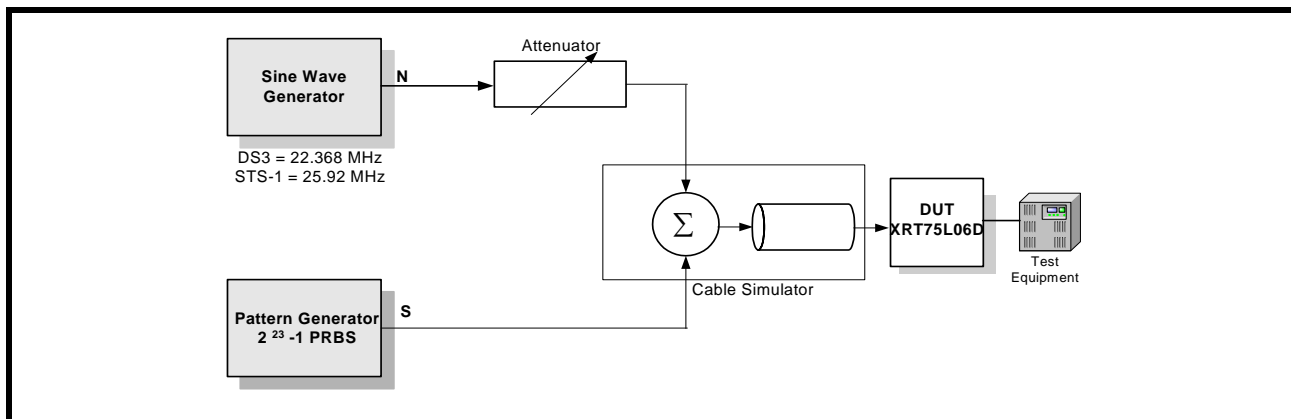 Attenuator
Sine Wave
Generator
N
DS3 = 22.368 MHz
STS-1 = 25.92 MHz
Σ
DUT
XRT75L06D
Test
Equipment
Cable Simulator
Pattern Generator
2 23 -1 PRBS
S